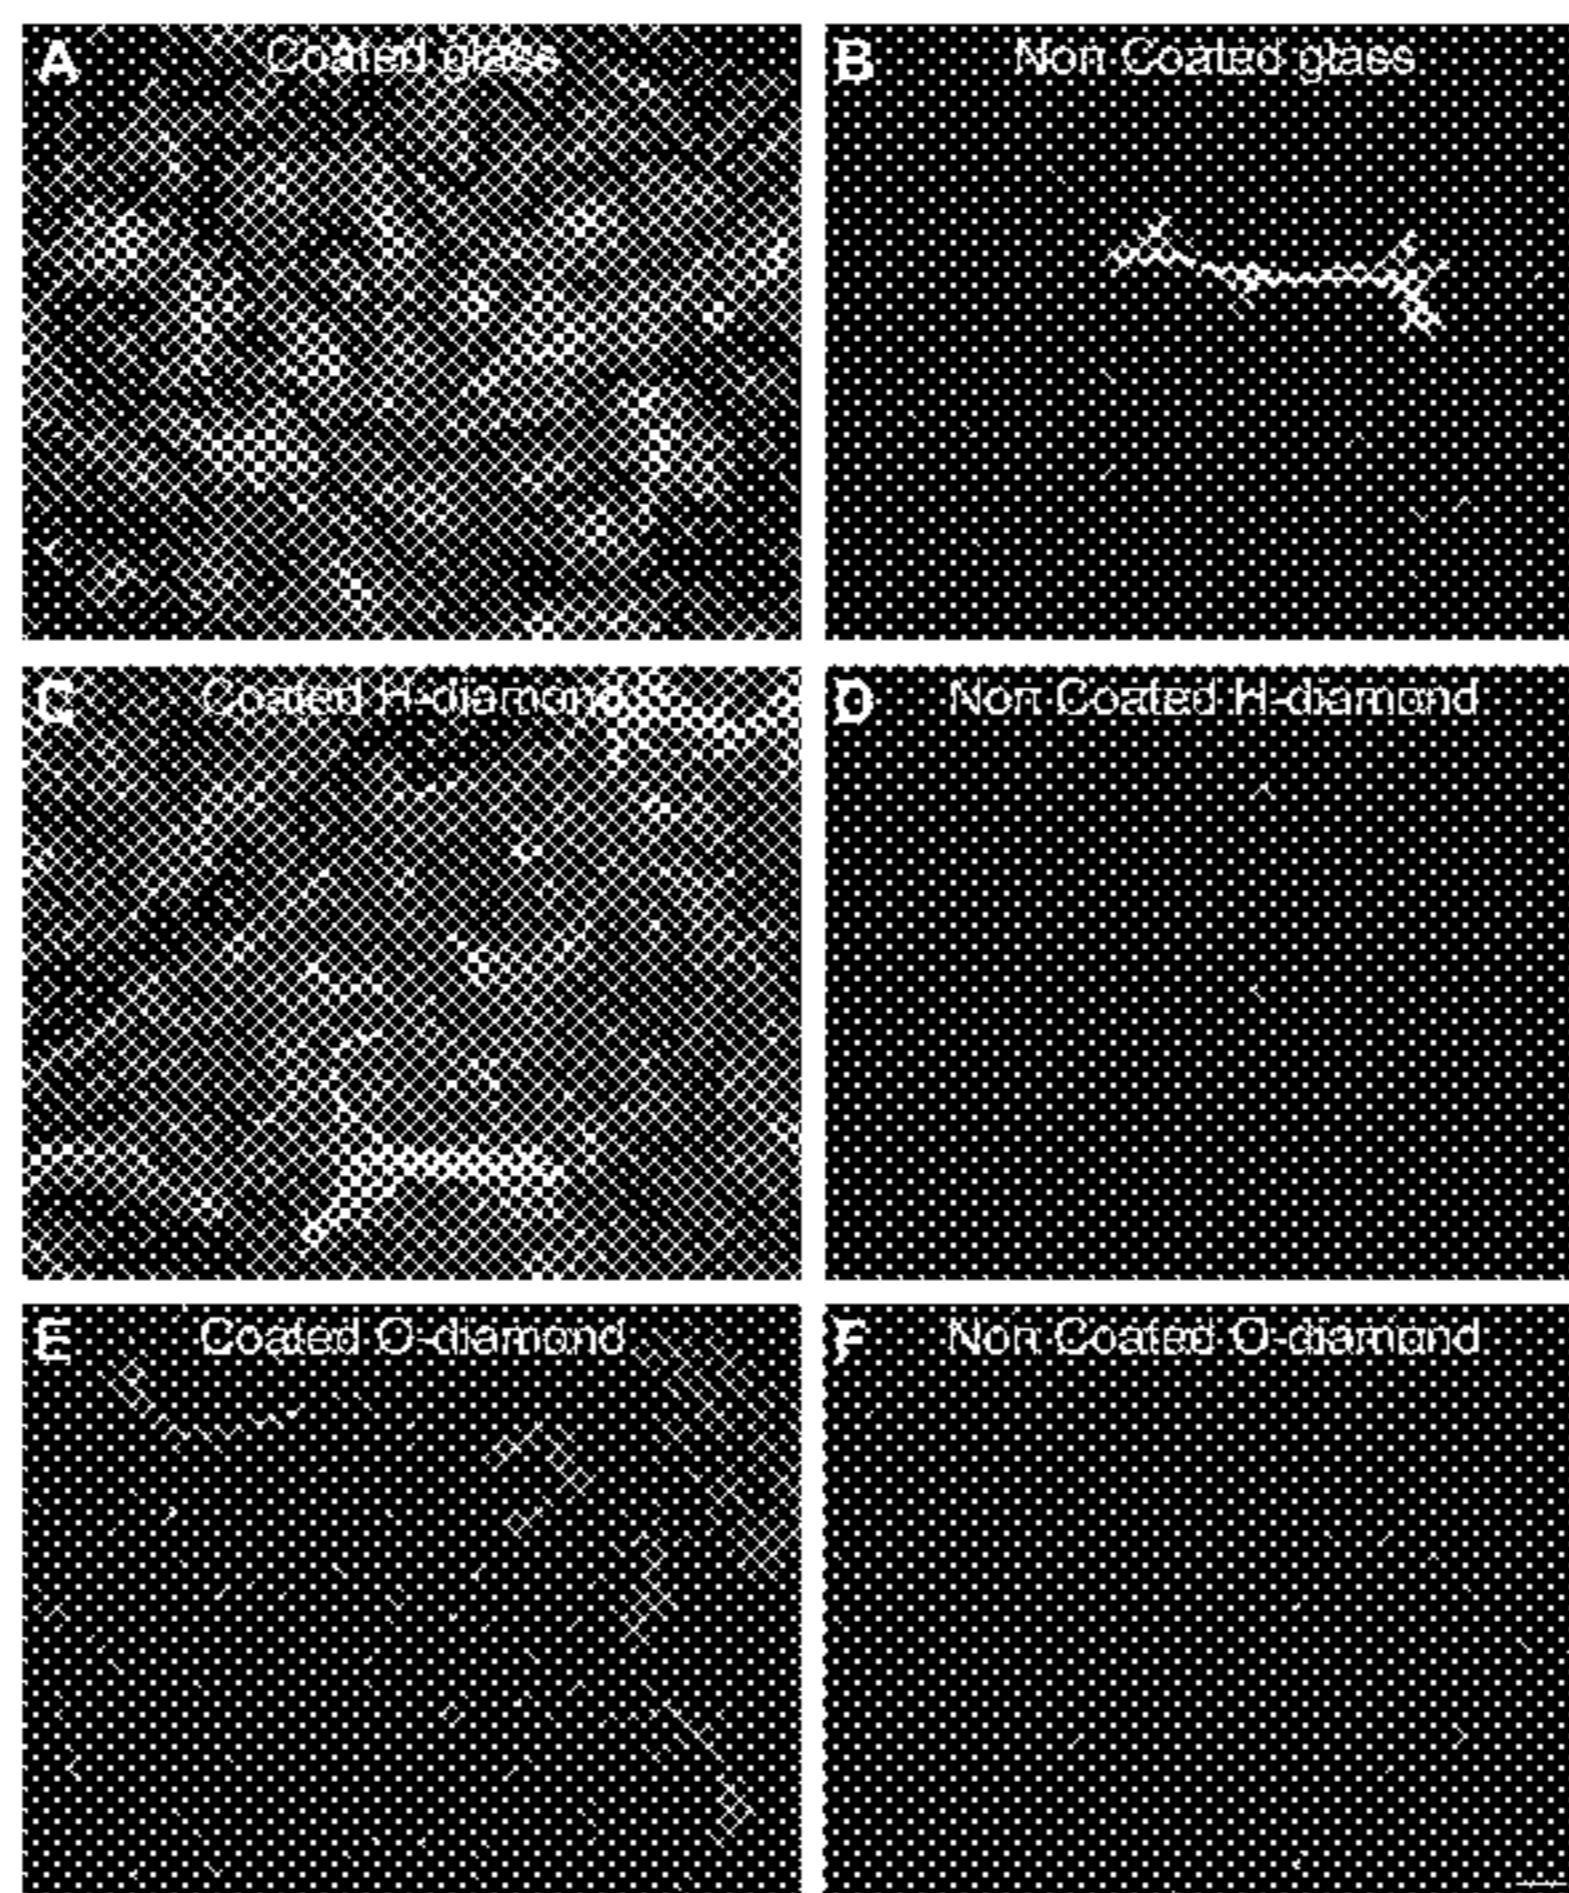 A Coated glass
B Non Coated glass
C Coated H-diamond
D Non Coated H-diamond
E Coated O-diamond
F Non Coated O-diamond